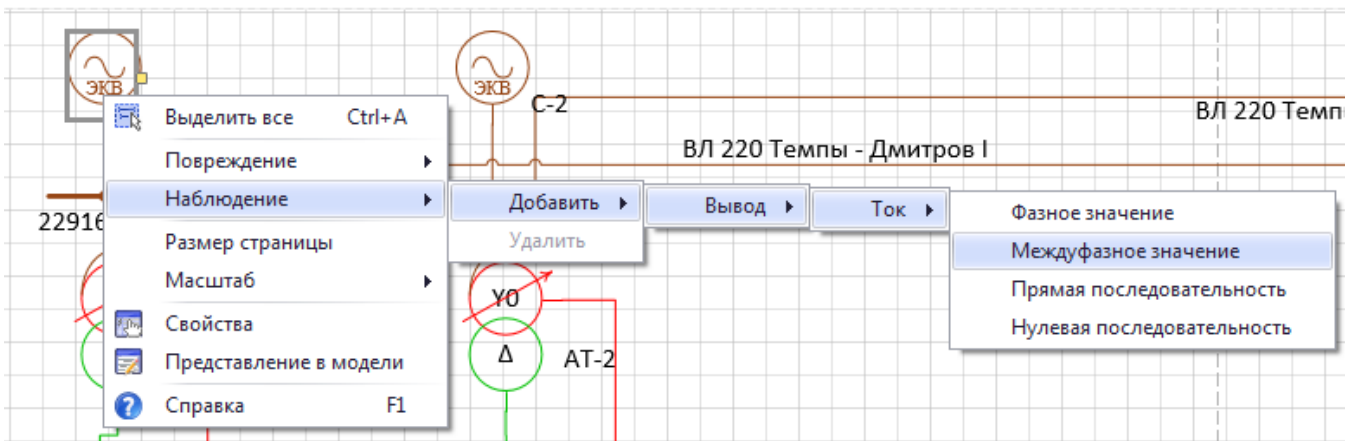 ЭКВ
ЭКВ
С-2
ВЛ 220 Темп
Выделить все Ctrl+A
ВЛ 220 Темпы - Дмитров I
Повреждение
Наблюдение
Добавить
Вывод
Ток
Фазное значение
22916
Размер страницы
Удалить
Междуфазное значение
Масштаб
Прямая последовательность
Y0
Свойства
Нулевая последовательность
Представление в модели
Δ
АТ-2
Справка F1